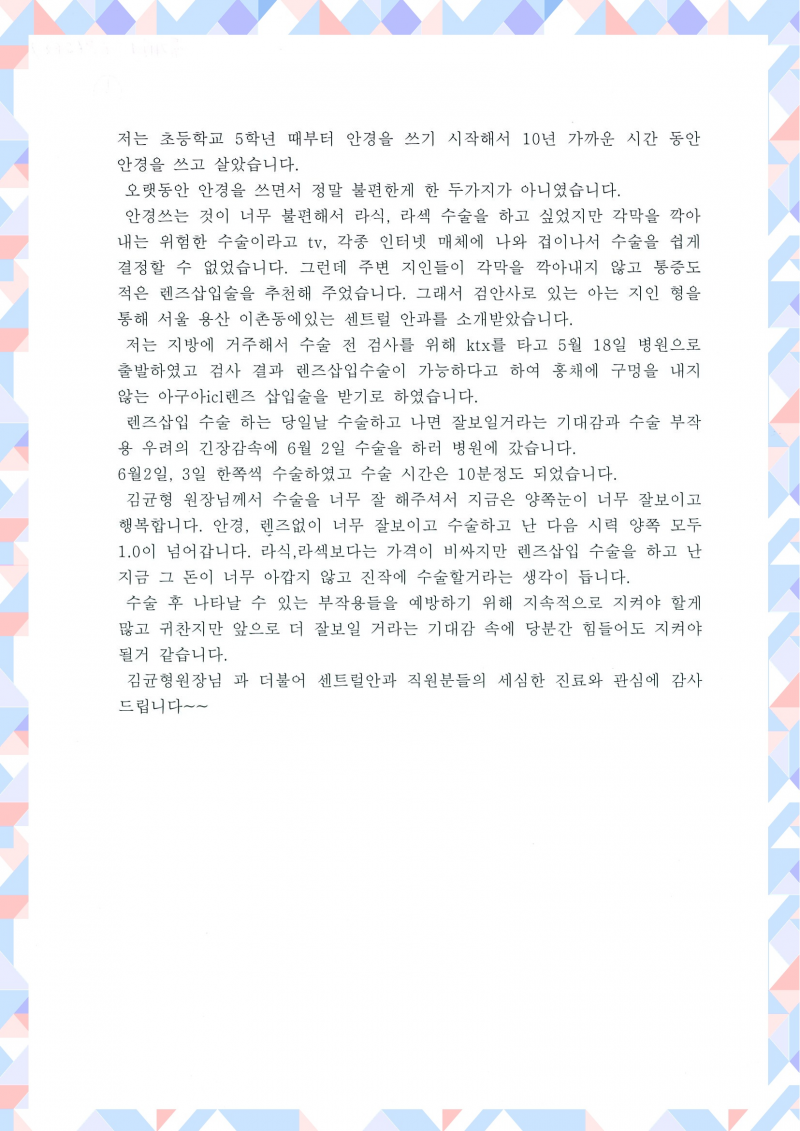 저는 초등학교 5학년 때부터 안경을 쓰기 시작해서 10년 가까운 시간 동안
안경을 쓰고 살았습니다.
오랫동안 안경을 쓰면서 정말 불편한게 한 두가지가 아니였습니다.
안경쓰는 것이 너무 불편해서 라식, 라섹 수술을 하고 싶었지만 각막을 깍아
내는 위험한 수술이라고 tv, 각종 인터넷 매체에 나와 겁이나서 수술을 쉽게
결정할 수 없었습니다. 그런데 주변 지인들이 각막을 깍아내지 않고 통증도
적은 렌즈삽입술을 추천해 주었습니다. 그래서 검안사로 있는 아는 지인 형을
통해 서울 용산 이촌동에있는 센트럴 안과를 소개받았습니다.
저는 지방에 거주해서 수술 전 검사를 위해 ktx를 타고 5월 18일 병원으로
출발하였고 검사 결과 렌즈삽입수술이 가능하다고 하여 홍채에 구멍을 내지
않는 아쿠아icl렌즈 삽입술을 받기로 하였습니다.
렌즈삽입 수술 하는 당일날 수술하고 나면 잘보일거라는 기대감과 수술 부작
용 우려의 긴장감속에 6월 2일 수술을 하러 병원에 갔습니다.
6월2일, 3일 한쪽씩 수술하였고 수술 시간은 10분정도 되었습니다.
김균형 원장님께서 수술을 너무 잘 해주셔서 지금은 양쪽눈이 너무 잘보이고
행복합니다. 안경, 렌즈없이 너무 잘보이고 수술하고 난 다음 시력 양쪽 모두
1.0이 넘어갑니다. 라식,라섹보다는 가격이 비싸지만 렌즈삽입 수술을 하고 난
지금 그 돈이 너무 아깝지 않고 진작에 수술할거라는 생각이 듭니다.
수술 후 나타날 수 있는 부작용들을 예방하기 위해 지속적으로 지켜야 할게
많고 귀찬지만 앞으로 더 잘보일 거라는 기대감 속에 당분간 힘들어도 지켜야
될거 같습니다.
김균형원장님 과 더불어 센트럴안과 직원분들의 세심한 진료와 관심에 감사
드립니다~~